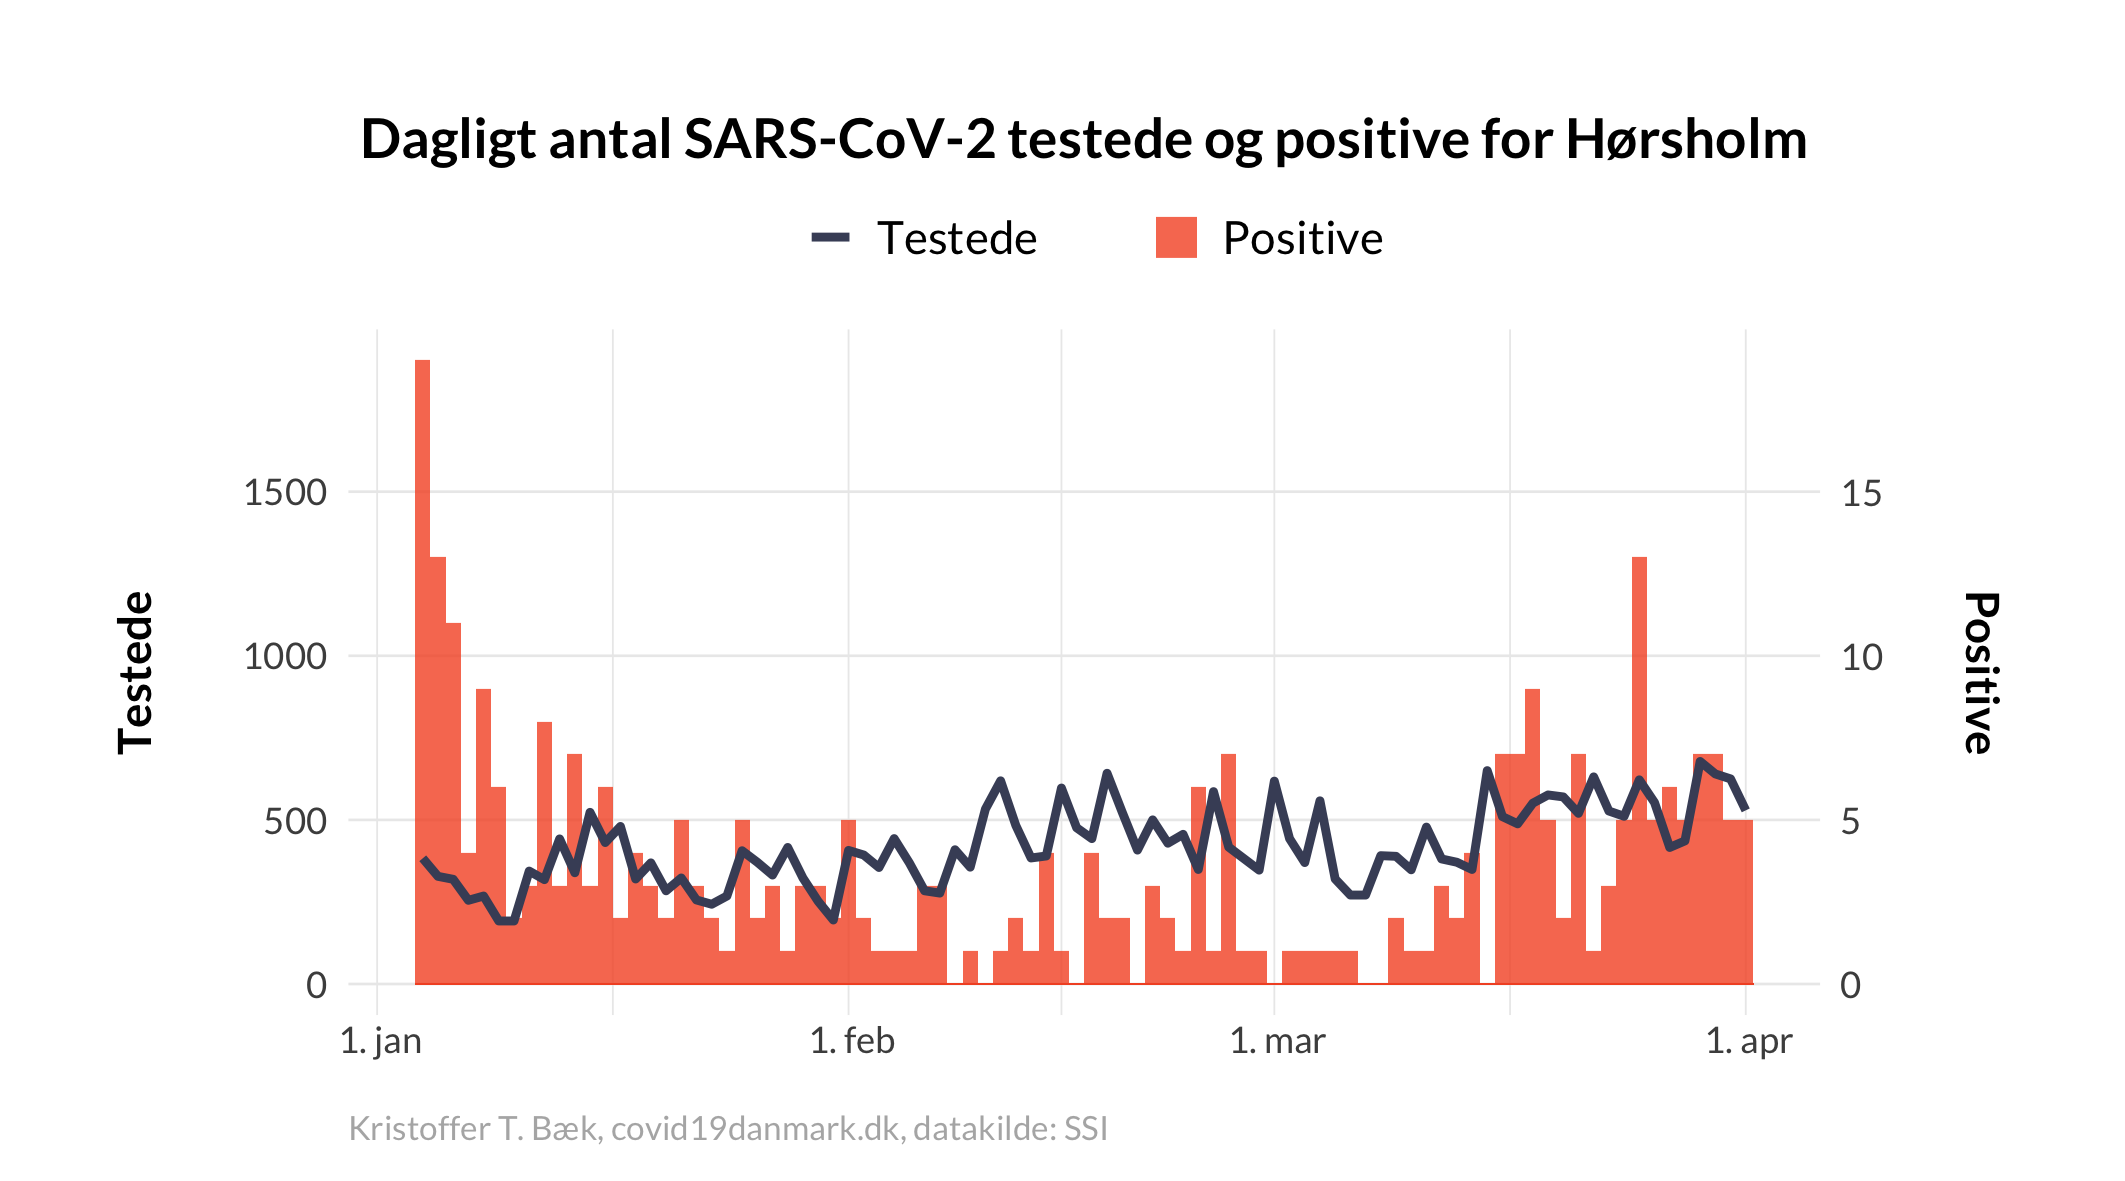 Dagligt antal SARS-CoV-2 testede og positive for Hørsholm
Testede Positive
1500 15
1000 10
500 5
0 0
Testede
Positive
1. jan 1. feb 1. mar 1. apr
Kristoffer T. Bæk, covid19danmark.dk, datakilde: SSI